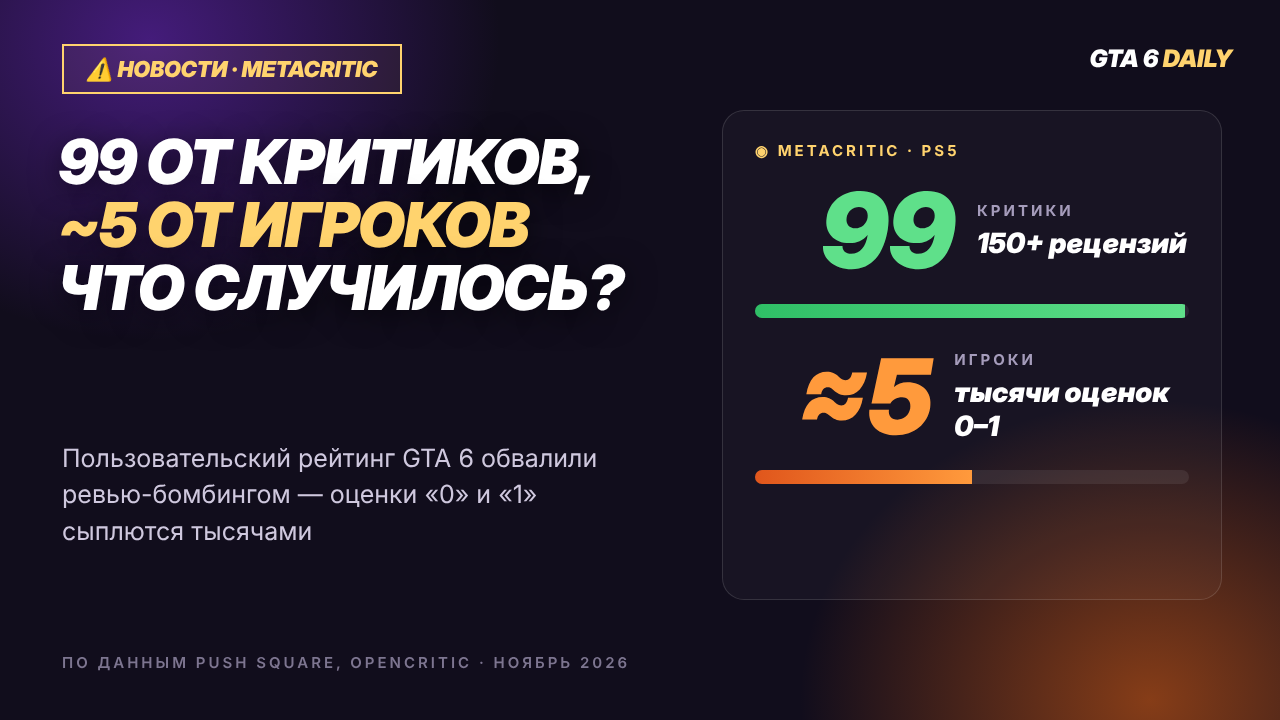 ⚠️ НОВОСТИ · METACRITIC
GTA 6 DAILY
99 ОТ КРИТИКОВ,
~5 ОТ ИГРОКОВ
ЧТО СЛУЧИЛОСЬ?
Пользовательский рейтинг GTA 6 обвалили
ревью-бомбингом — оценки «0» и «1»
сыплются тысячами
◉ METACRITIC · PS5
99
КРИТИКИ
150+ рецензий
≈5
ИГРОКИ
тысячи оценок
0–1
ПО ДАННЫМ PUSH SQUARE, OPENCRITIC · НОЯБРЬ 2026